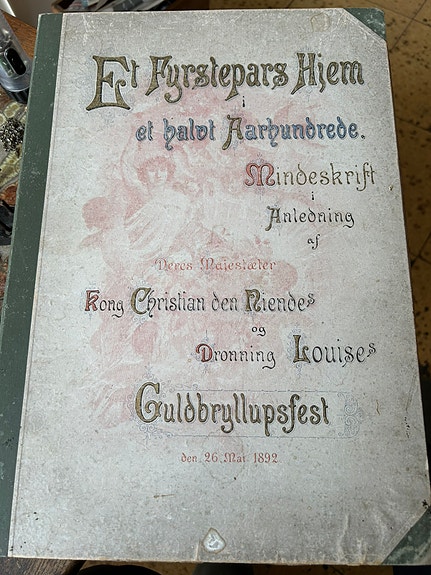 Et Fyrstepars Hjem
i
et halvt Aarhundrede.
Mindeskrift
i
Anledning
af
Deres Majestæter
Kong Christian den Niendes
og
Dronning Louises
Guldbryllupsfest
den 26. Mai 1892.